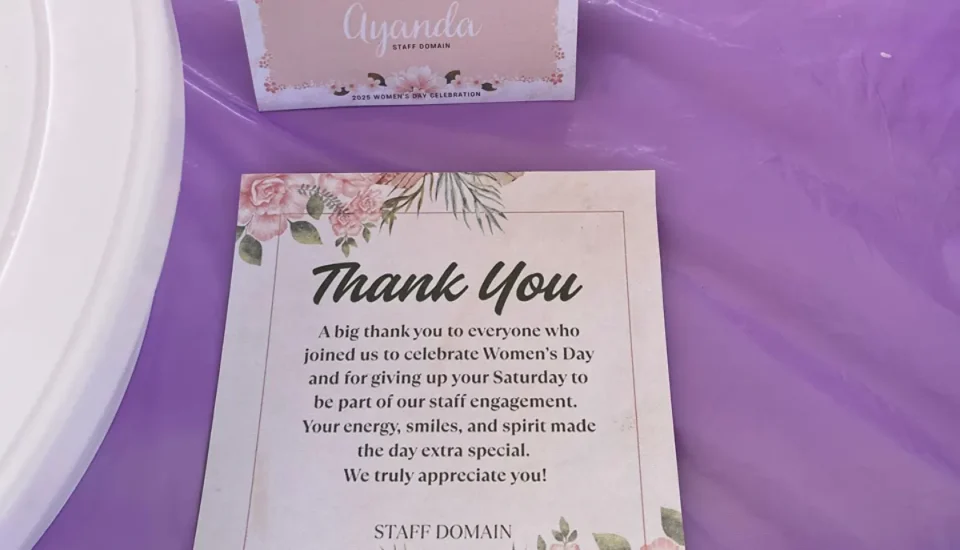 Ayanda
STAFF DOMAIN
2025 WOMEN'S DAY CELEBRATION
Thank You
A big thank you to everyone who
joined us to celebrate Women's Day
and for giving up your Saturday to
be part of our staff engagement.
Your energy, smiles, and spirit made
the day extra special.
We truly appreciate you!
STAFF DOMAIN